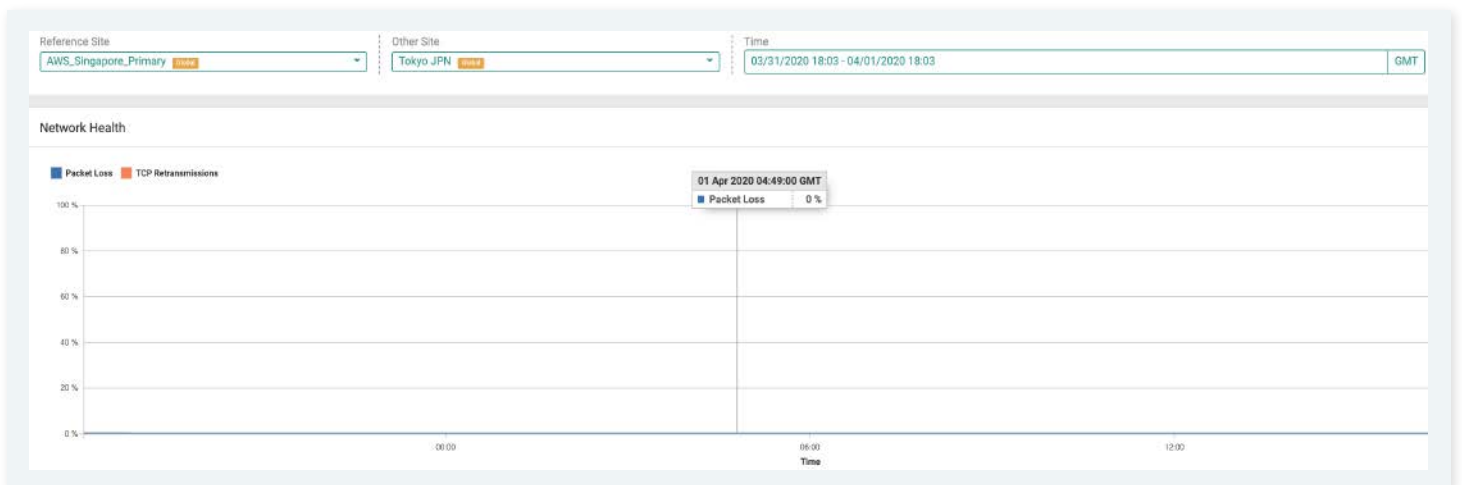 Reference Site
Other Site
Time
AWS_Singapore_Primary Global
Tokyo JPN Global
03/31/2020 18:03 - 04/01/2020 18:03
GMT
Network Health
Packet Loss
TCP Retransmissions
01 Apr 2020 04:49:00 GMT
Packet Loss 0 %
100 %
80 %
60 %
40 %
20 %
0 %
00:00
06:00
12:00
Time